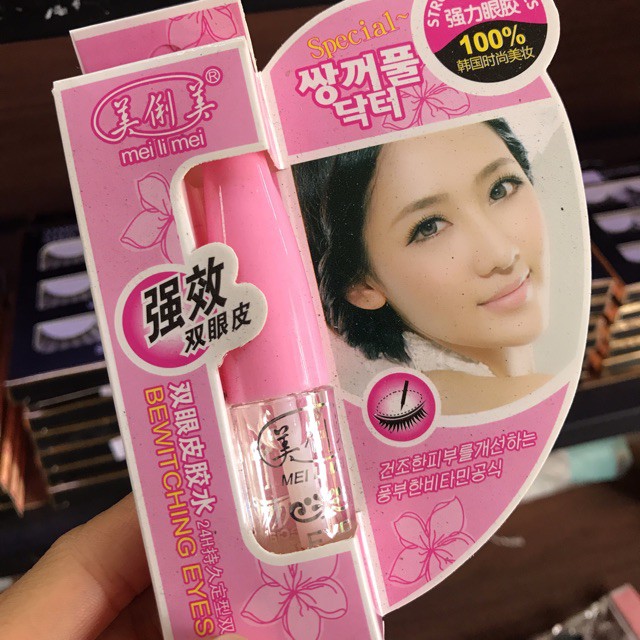 美俐美®
mei li mei
Special~
쌍꺼풀
닥터
强力眼胶
100%
韩国时尚美妆
强效
双眼皮
双眼皮胶水
24H持久定型双
BEWITCHING EYES
美俐
MEI
건조한피부를개선하는
풍부한비타민공식